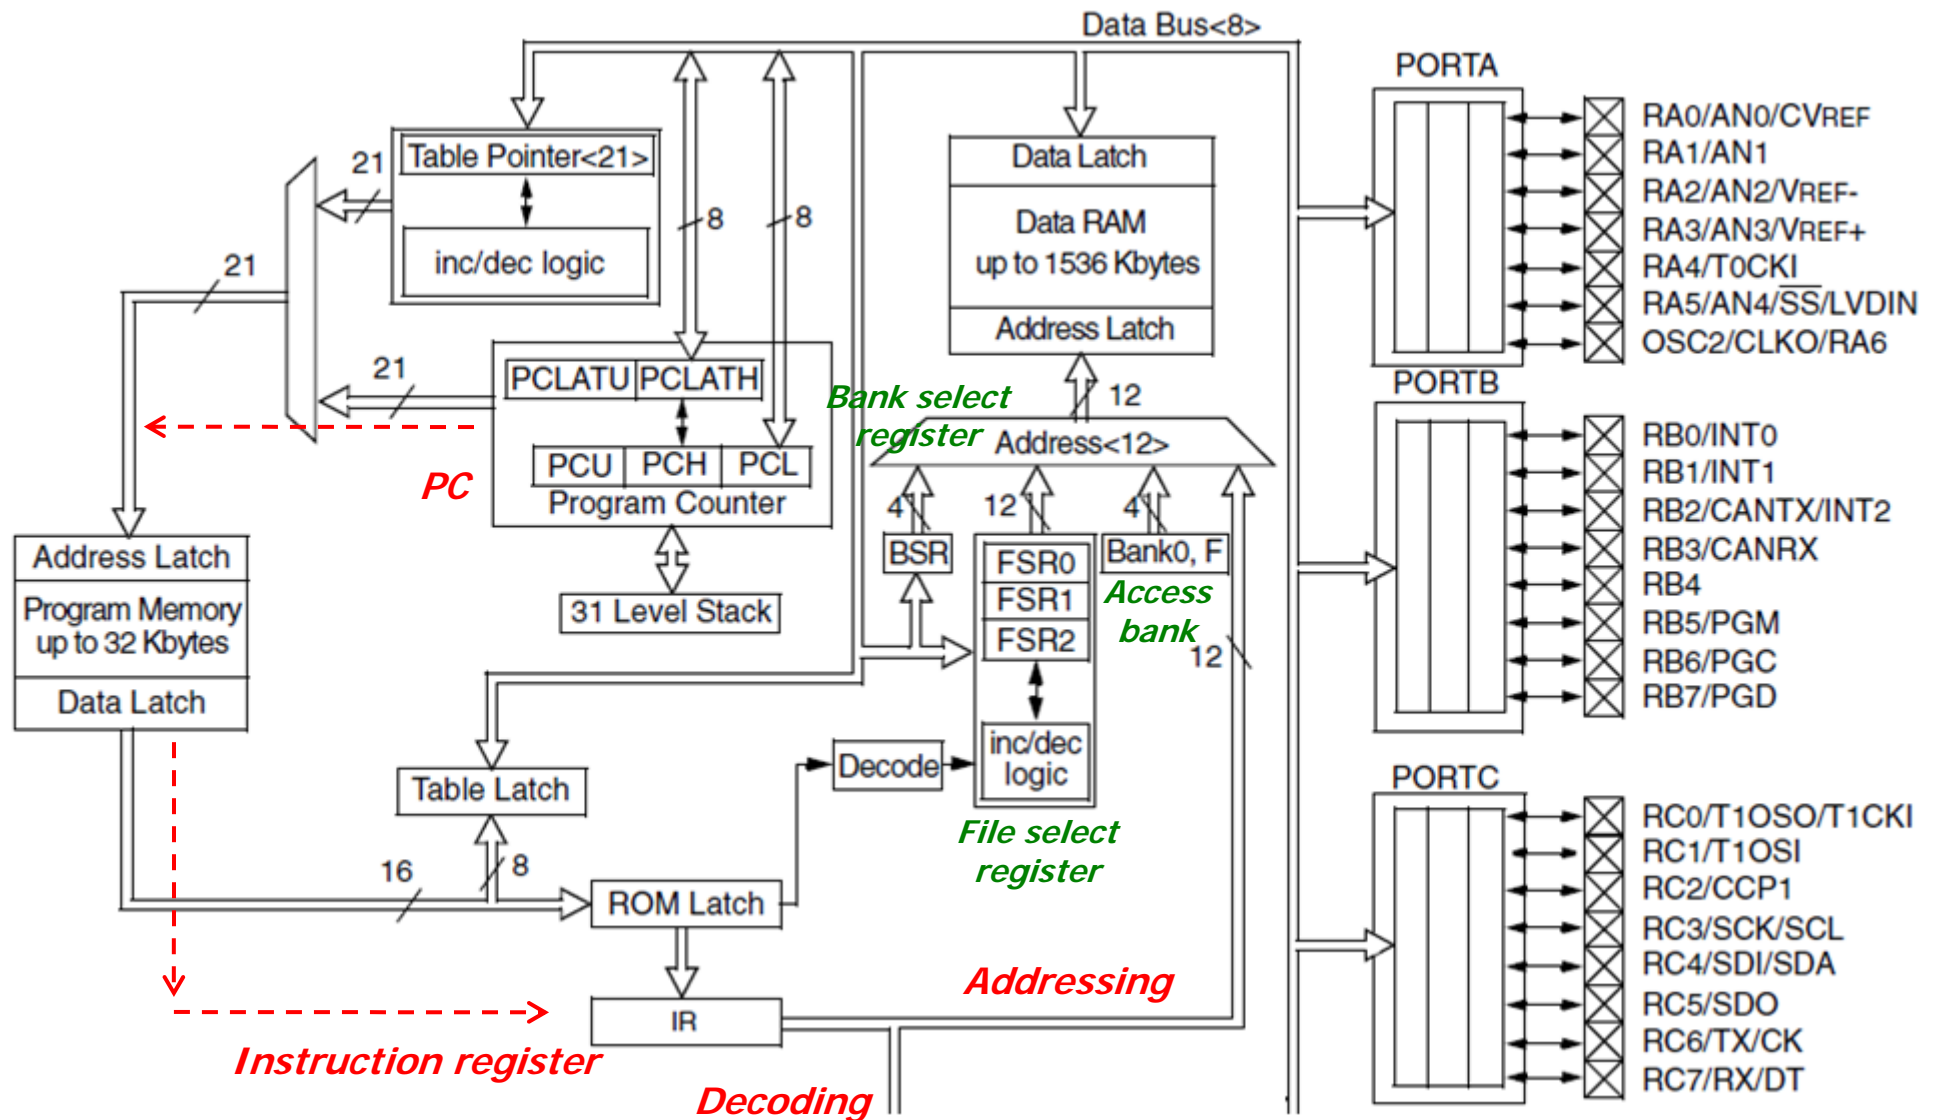 Data Bus<8>
Table Pointer<21>
inc/dec logic
21
21
21
8
8
PCLATU PCLATH
PCU PCH PCL
Program Counter
PC
31 Level Stack
Address Latch
Program Memory
up to 32 Kbytes
Data Latch
Table Latch
16
8
ROM Latch
IR
Instruction register
Decoding
Addressing
Decode
Data Latch
Data RAM
up to 1536 Kbytes
Address Latch
12
Bank select
register
Address<12>
4
12
4
12
BSR
FSR0
FSR1
FSR2
inc/dec
logic
File select
register
Bank0, F
Access
bank
PORTA
RA0/AN0/CVREF
RA1/AN1
RA2/AN2/VREF-
RA3/AN3/VREF+
RA4/T0CKI
RA5/AN4/SS/LVDIN
OSC2/CLKO/RA6
PORTB
RB0/INT0
RB1/INT1
RB2/CANTX/INT2
RB3/CANRX
RB4
RB5/PGM
RB6/PGC
RB7/PGD
PORTC
RC0/T1OSO/T1CKI
RC1/T1OSI
RC2/CCP1
RC3/SCK/SCL
RC4/SDI/SDA
RC5/SDO
RC6/TX/CK
RC7/RX/DT